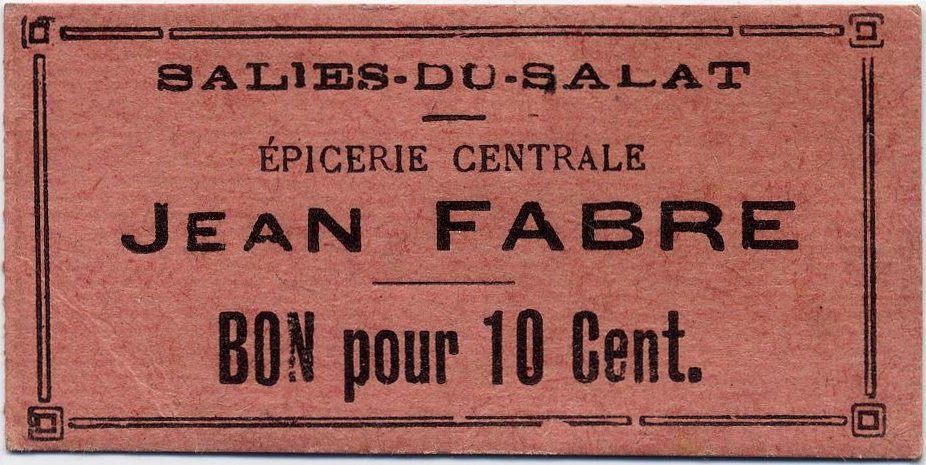 SALIES-DU-SALAT
ÉPICERIE CENTRALE
JEAN FABRE
BON pour 10 Cent.